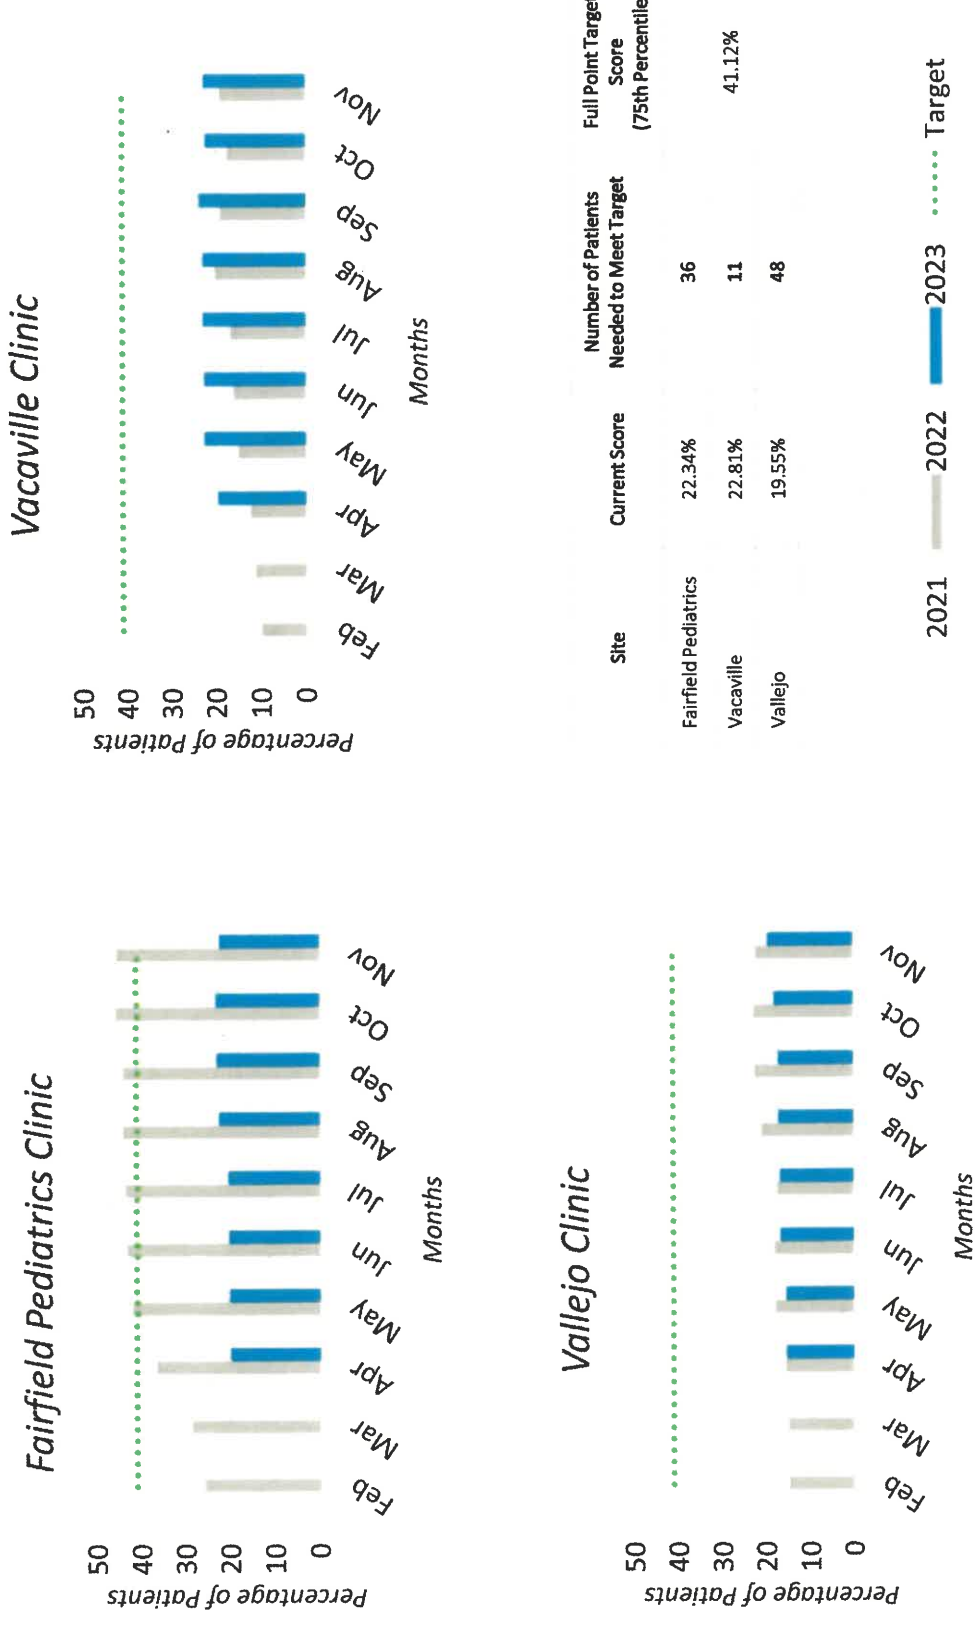 Fairfield Pediatrics Clinic
Percentage of Patients
50
40
30
20
10
0
Feb
Mar
Apr
May
Jun
Jul
Aug
Sep
Oct
Nov
Months
Vacaville Clinic
Percentage of Patients
50
40
30
20
10
0
Feb
Mar
Apr
May
Jun
Jul
Aug
Sep
Oct
Nov
Months
Vallejo Clinic
Percentage of Patients
50
40
30
20
10
0
Feb
Mar
Apr
May
Jun
Jul
Aug
Sep
Oct
Nov
Months
Site Current Score Number of Patients Needed to Meet Target Full Point Target Score (75th Percentile
Fairfield Pediatrics 22.34% 36
Vacaville 22.81% 11 41.12%
Vallejo 19.55% 48
2021 2022 2023 Target